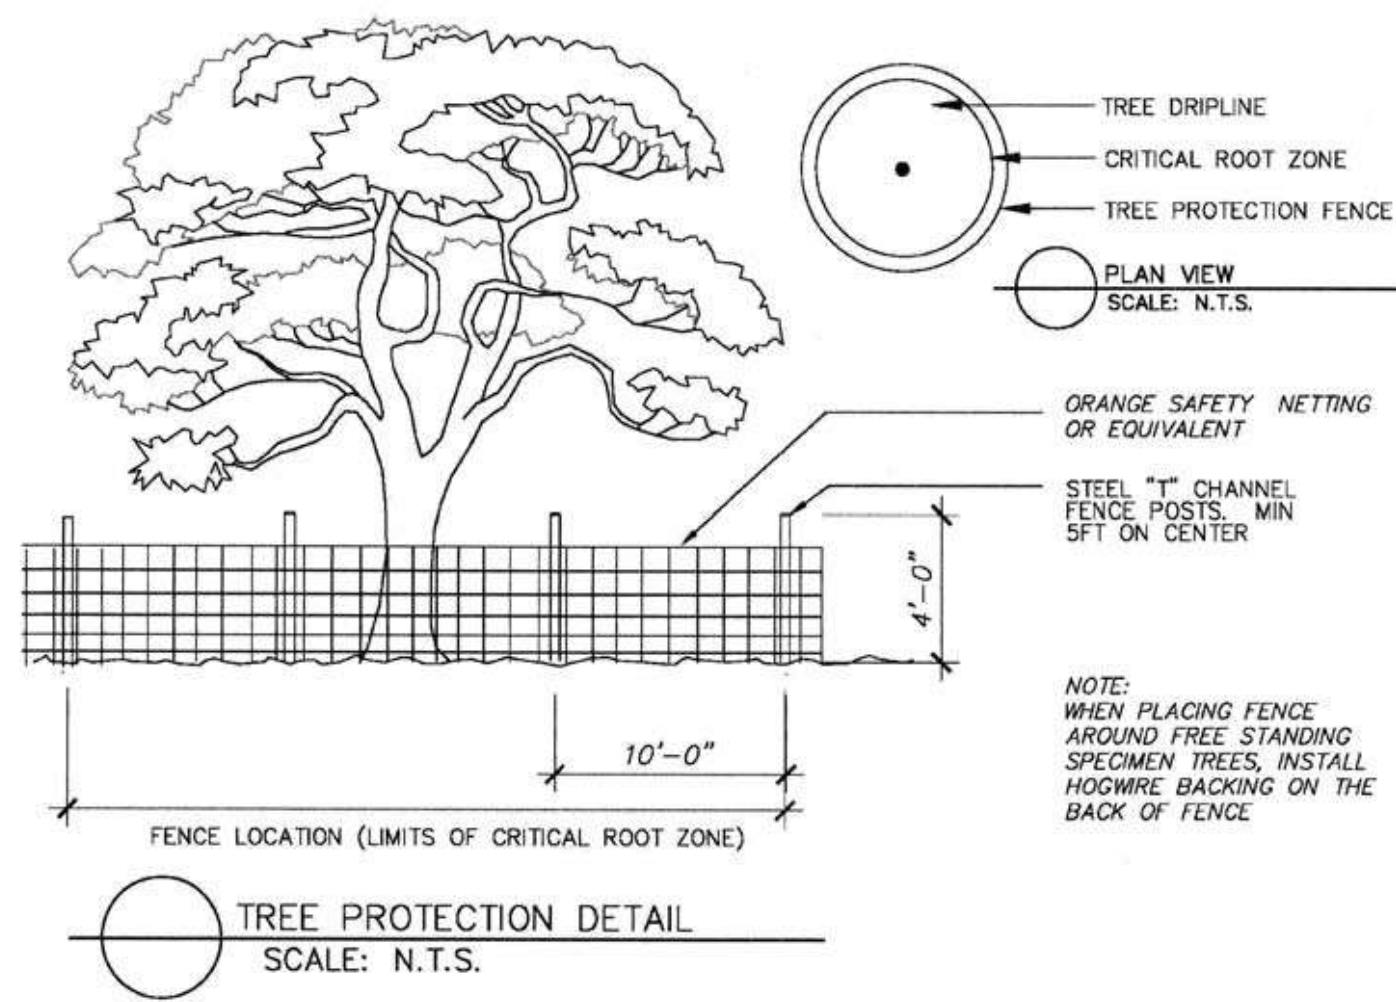 TREE DRIPLINE
CRITICAL ROOT ZONE
TREE PROTECTION FENCE
PLAN VIEW
SCALE: N.T.S.
ORANGE SAFETY NETTING
OR EQUIVALENT
STEEL "T" CHANNEL
FENCE POSTS. MIN
5FT ON CENTER
4'-0"
NOTE:
WHEN PLACING FENCE
AROUND FREE STANDING
SPECIMEN TREES, INSTALL
HOGWIRE BACKING ON THE
BACK OF FENCE
10'-0"
FENCE LOCATION (LIMITS OF CRITICAL ROOT ZONE)
TREE PROTECTION DETAIL
SCALE: N.T.S.